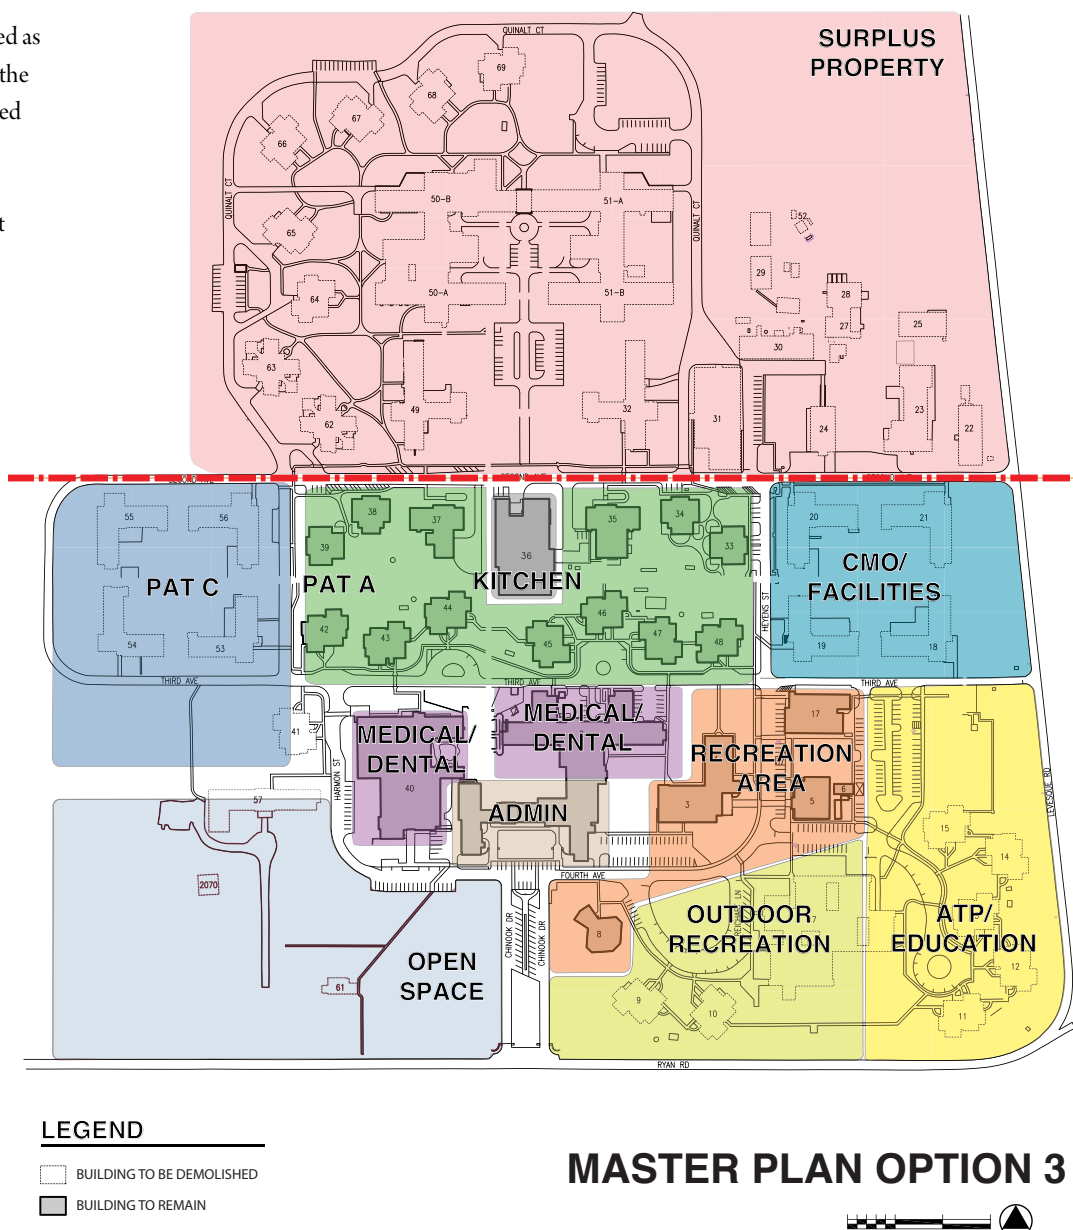 ed as
the
ed
t
SURPLUS
PROPERTY
QUINALT CT
69
68
67
66
QUINALT CT
50-B
51-A
QUINALT CT
52
65
29
64
50-A
51-B
28
27
25
30
63
62
49
32
31
24
23
22
SECOND AVE
55
56
38
37
35
34
20
21
39
36
33
PAT C
PAT A
KITCHEN
CMO/
FACILITIES
HEYENS ST
54
53
42
43
44
45
46
47
48
19
18
THIRD AVE
THIRD AVE
THIRD AVE
41
MEDICAL/
DENTAL
MEDICAL/
DENTAL
17
RECREATION
AREA
HARMON ST
LEVESQUE RD
57
40
ADMIN
3
5
6
15
14
2070
FOURTH AVE
CHINOOK DR
CHINOOK DR
8
OUTDOOR
RECREATION
7
ATP/
EDUCATION
OPEN
SPACE
61
9
10
12
11
RYAN RD
LEGEND
BUILDING TO BE DEMOLISHED
BUILDING TO REMAIN
MASTER PLAN OPTION 3